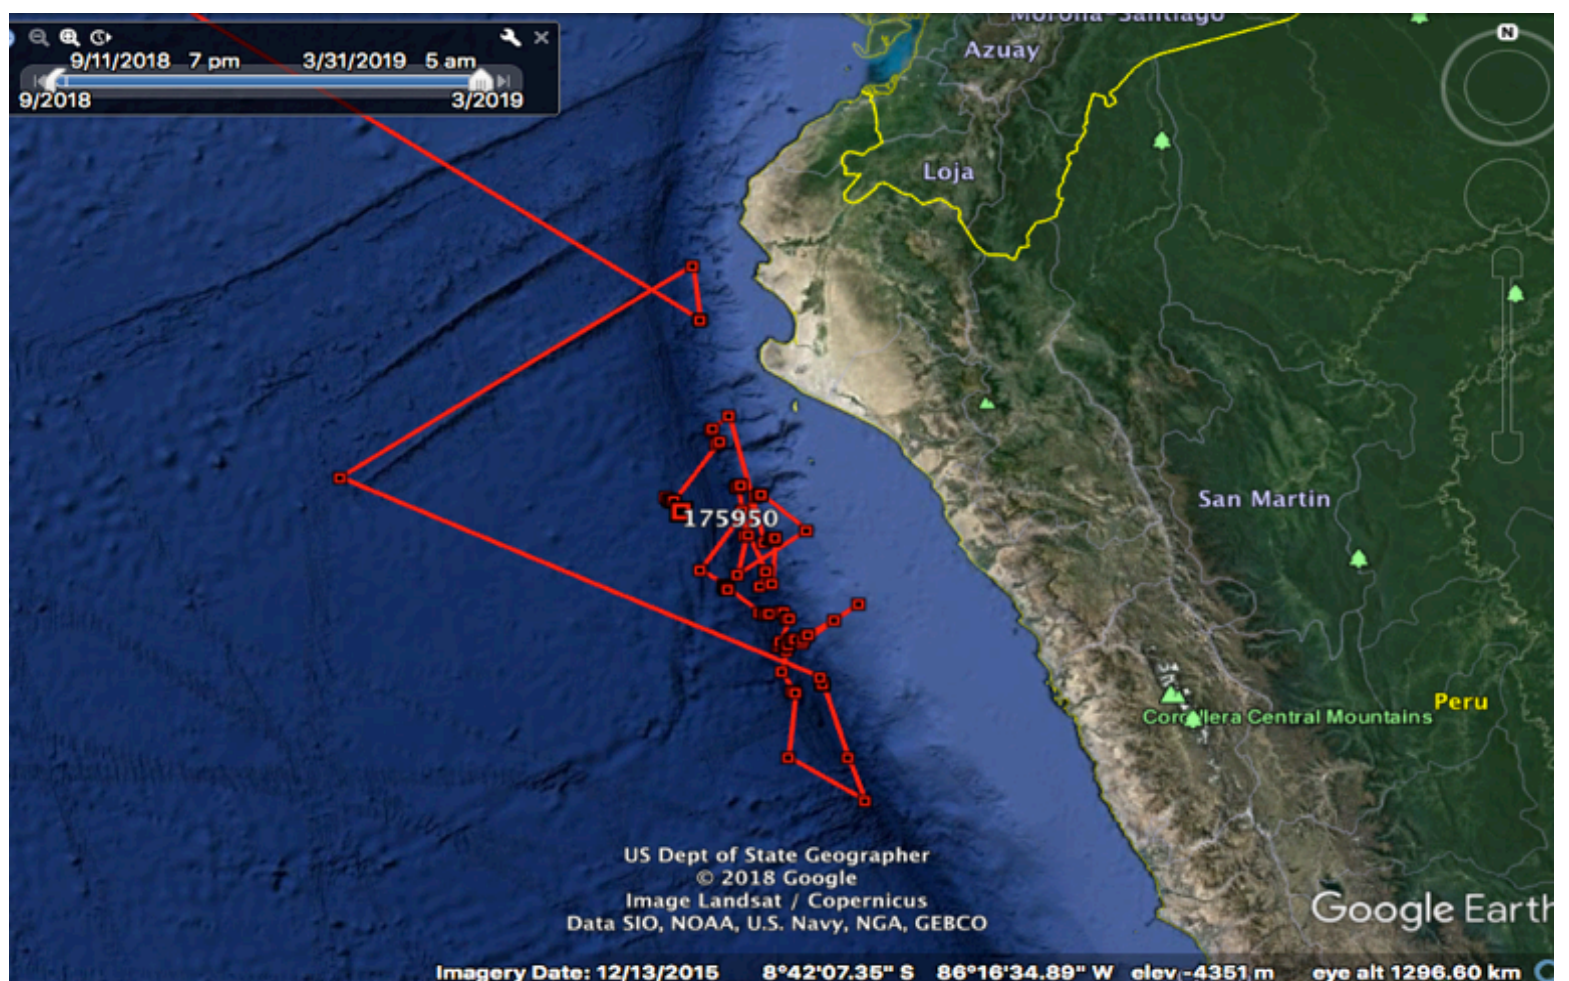 Morona-Santiago
9/11/2018 7 pm 3/31/2019 5 am
9/2018 3/2019
N
Azuay
Loja
San Martin
175950
Peru
Cordillera Central Mountains
US Dept of State Geographer
© 2018 Google
Image Landsat / Copernicus
Data SIO, NOAA, U.S. Navy, NGA, GEBCO
Google Earth
Imagery Date: 12/13/2015 8°42'07.35" S 86°16'34.89" W elev -4351 m eye alt 1296.60 km